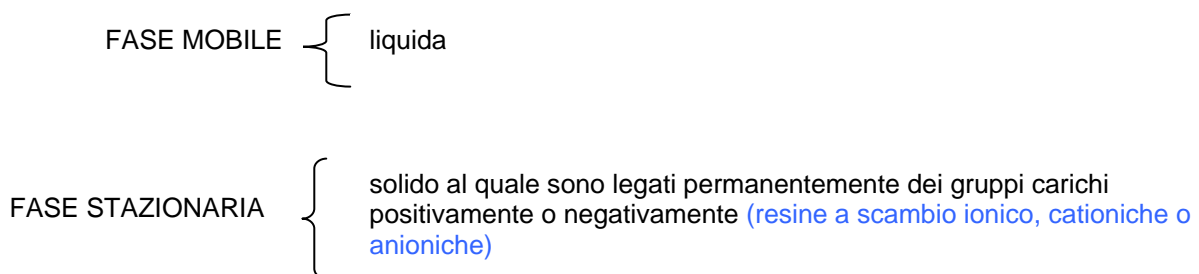 FASE MOBILE liquida
FASE STAZIONARIA
solido al quale sono legati permanentemente dei gruppi carichi
positivamente o negativamente (resine a scambio ionico, cationiche o
anioniche)